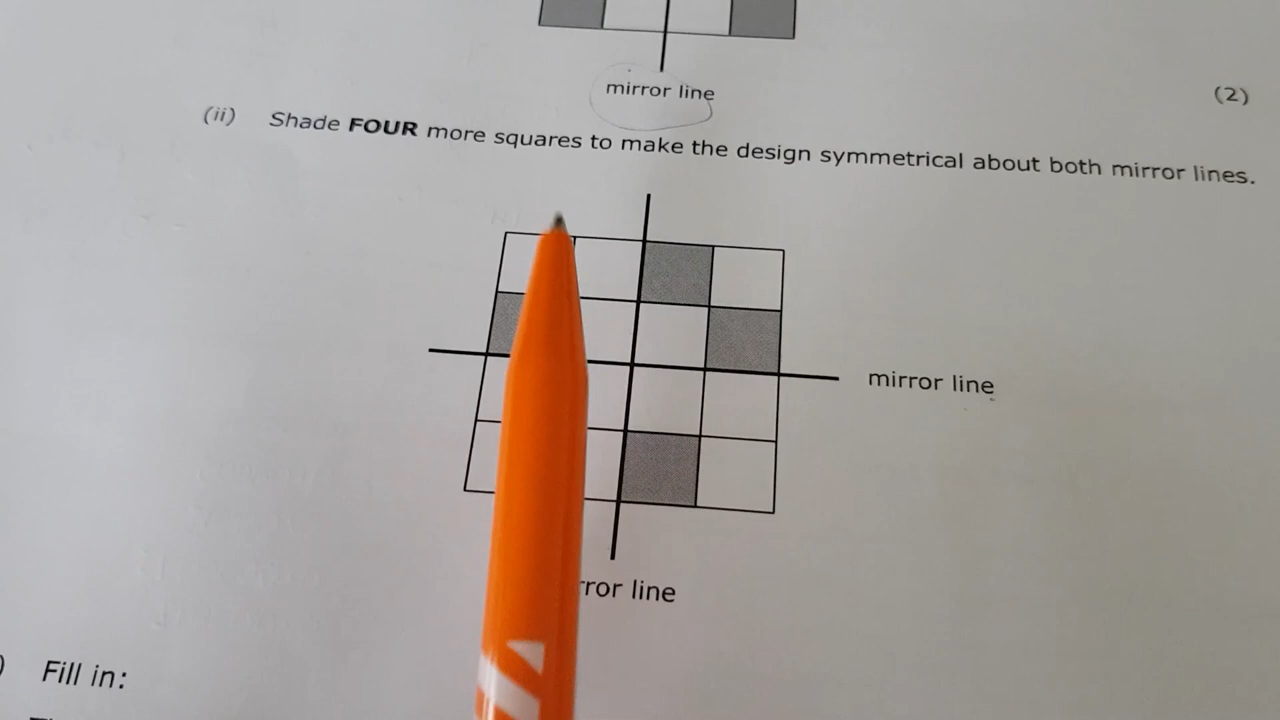 mirror line
(2)
(ii) Shade FOUR more squares to make the design symmetrical about both mirror lines.
mirror line
line
Fill in: